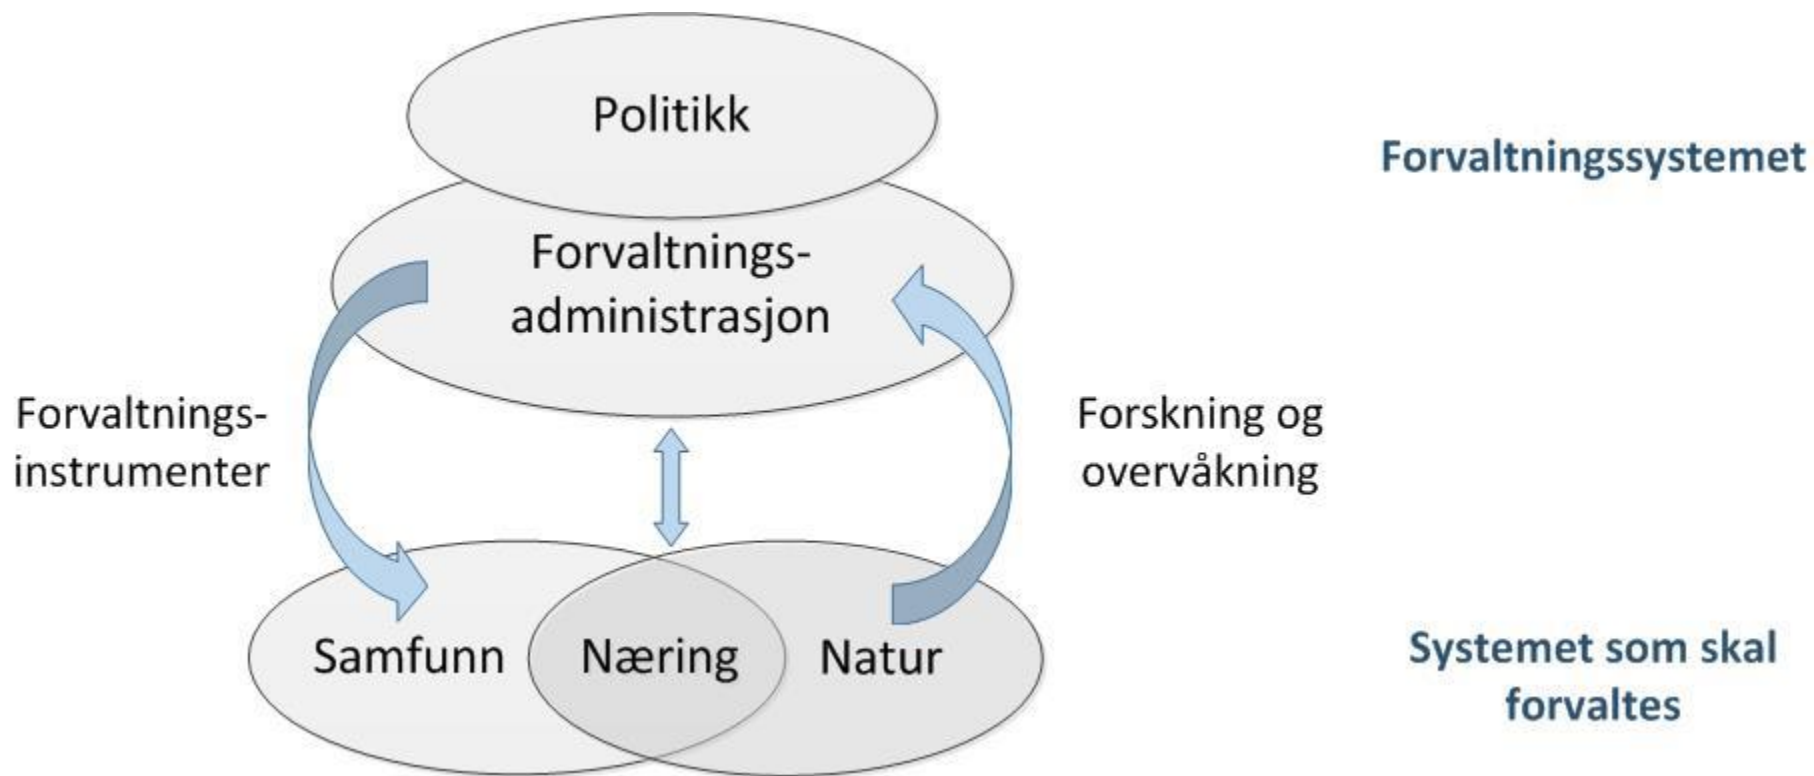 Politikk
Forvaltningssystemet
Forvaltnings-
administrasjon
Forvaltnings-
instrumenter
Forskning og
overvåkning
Samfunn
Næring
Natur
Systemet som skal
forvaltes